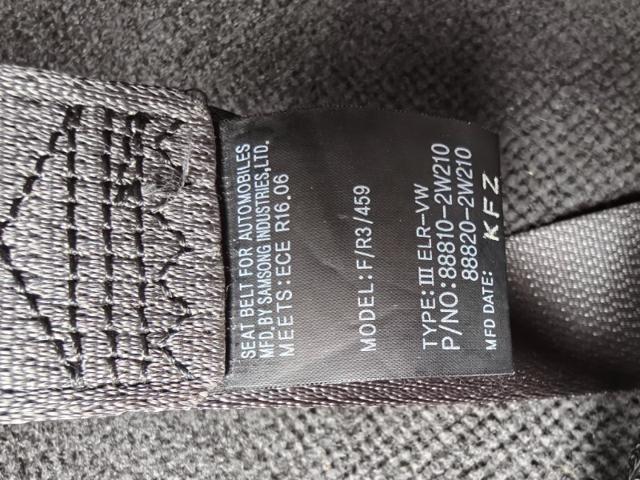 SEAT BELT FOR AUTOMOBILES
MFD.BY SAMSONG INDUSTRIES,LTD.
MEETS:ECE R16.06
MODEL:F/R3/459
TYPE:Ⅲ ELR-VW
P/NO:88810-2W210
88820-2W210
MFD DATE: KFZ